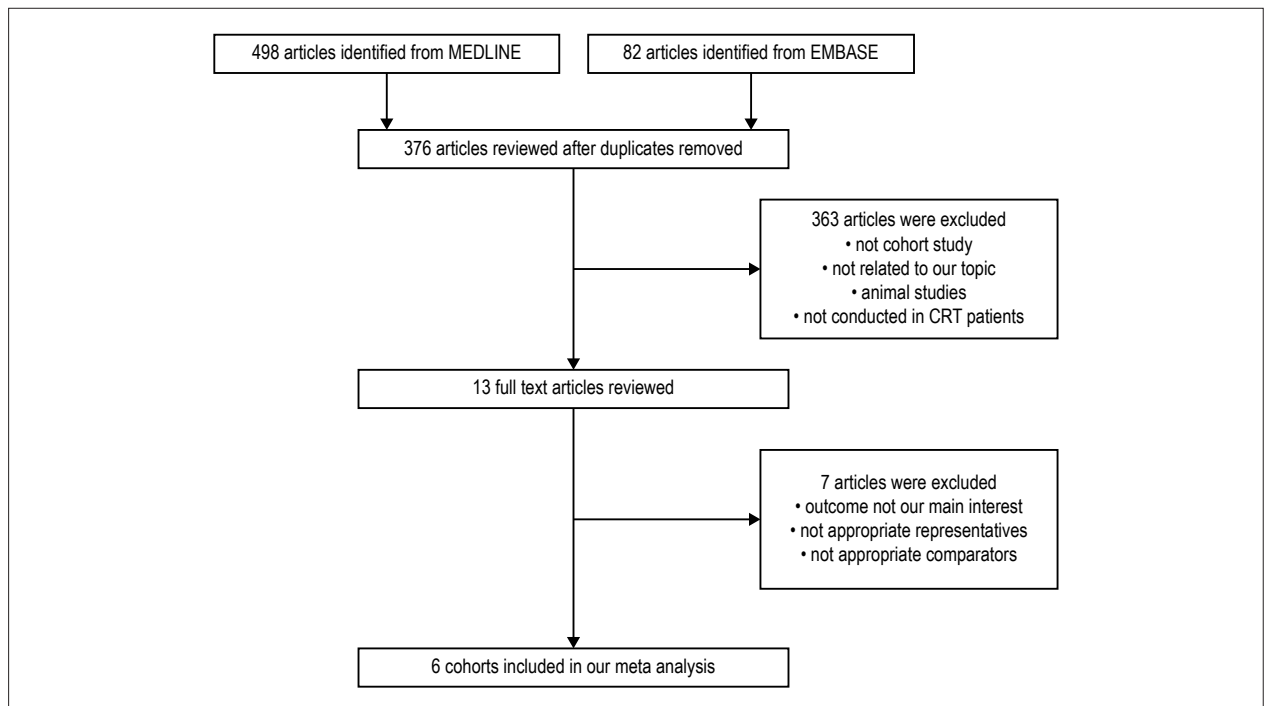 498 articles identified from MEDLINE
82 articles identified from EMBASE
376 articles reviewed after duplicates removed
363 articles were excluded
• not cohort study
• not related to our topic
• animal studies
• not conducted in CRT patients
13 full text articles reviewed
7 articles were excluded
• outcome not our main interest
• not appropriate representatives
• not appropriate comparators
6 cohorts included in our meta analysis